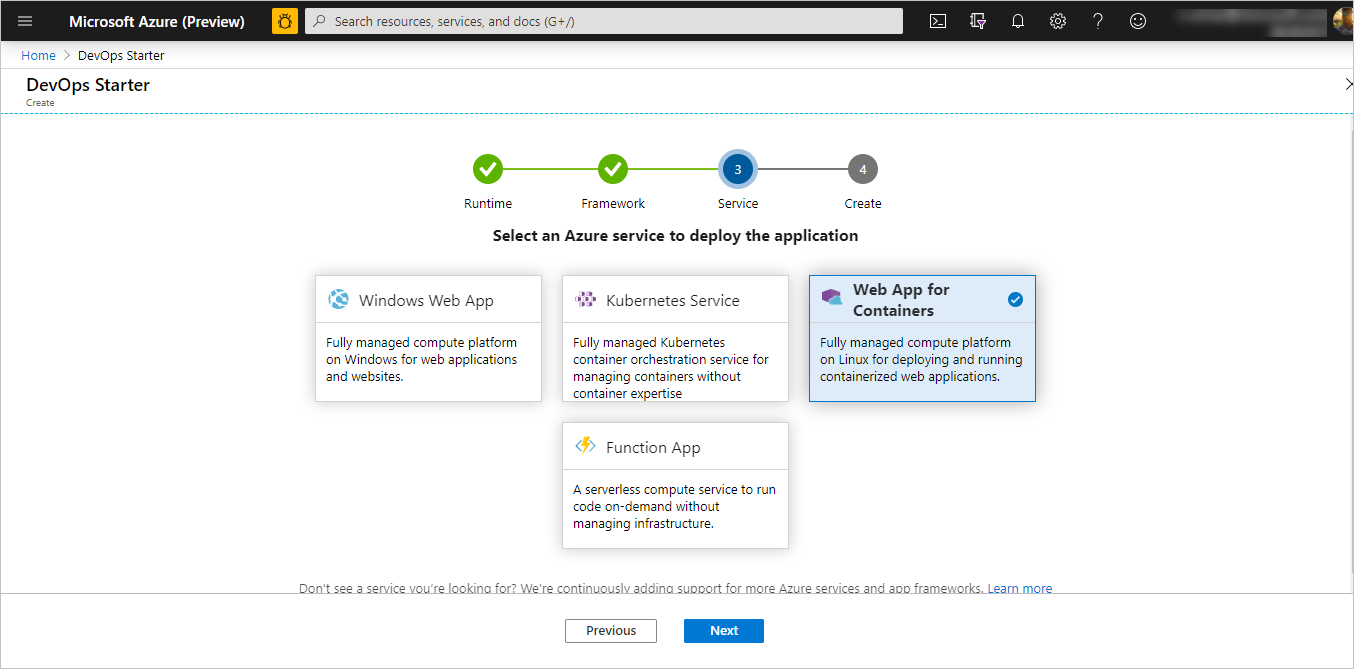 Microsoft Azure (Preview)
Search resources, services, and docs (G+/)
Home > DevOps Starter
DevOps Starter
Create
3
4
Runtime
Framework
Service
Create
Select an Azure service to deploy the application
Windows Web App
Fully managed compute platform
on Windows for web applications
and websites.
Kubernetes Service
Fully managed Kubernetes
container orchestration service for
managing containers without
container expertise
Web App for
Containers
Fully managed compute platform
on Linux for deploying and running
containerized web applications.
Function App
A serverless compute service to run
code on-demand without
managing infrastructure.
Don't see a service you're looking for? We're continuously adding support for more Azure services and app frameworks. Learn more
Previous
Next